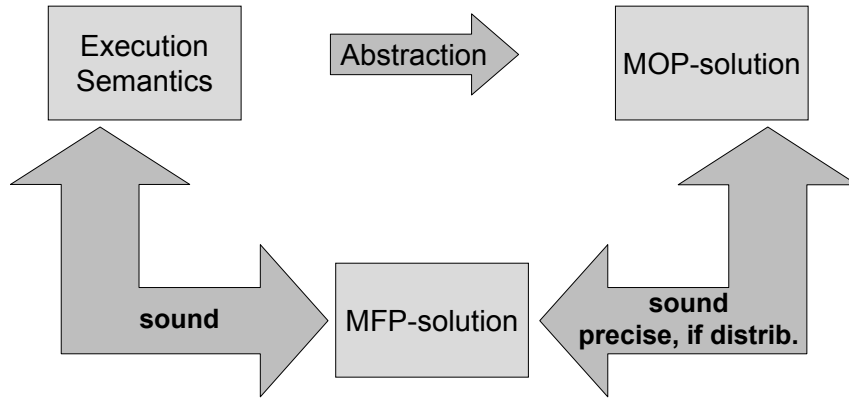 Execution
Semantics
Abstraction
MOP-solution
sound
MFP-solution
sound
precise, if distrib.